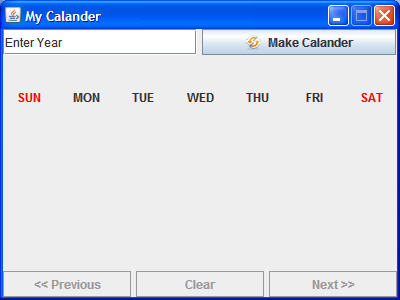 My Calander
Enter Year Make Calander
SUN MON TUE WED THU FRI SAT
<< Previous Clear Next >>